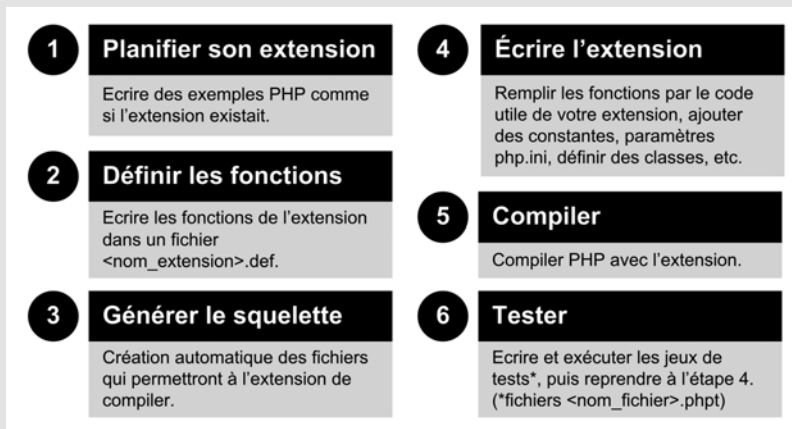 1
Planifier son extension
Ecrire des exemples PHP comme
si l'extension existait.
2
Définir les fonctions
Ecrire les fonctions de l'extension
dans un fichier
<nom_extension>.def.
3
Générer le squelette
Création automatique des fichiers
qui permettront à l'extension de
compiler.
4
Écrire l'extension
Remplir les fonctions par le code
utile de votre extension, ajouter
des constantes, paramètres
php.ini, définir des classes, etc.
5
Compiler
Compiler PHP avec l'extension.
6
Tester
Ecrire et exécuter les jeux de
tests*, puis reprendre à l'étape 4.
(*fichiers <nom_fichier>.phpt)